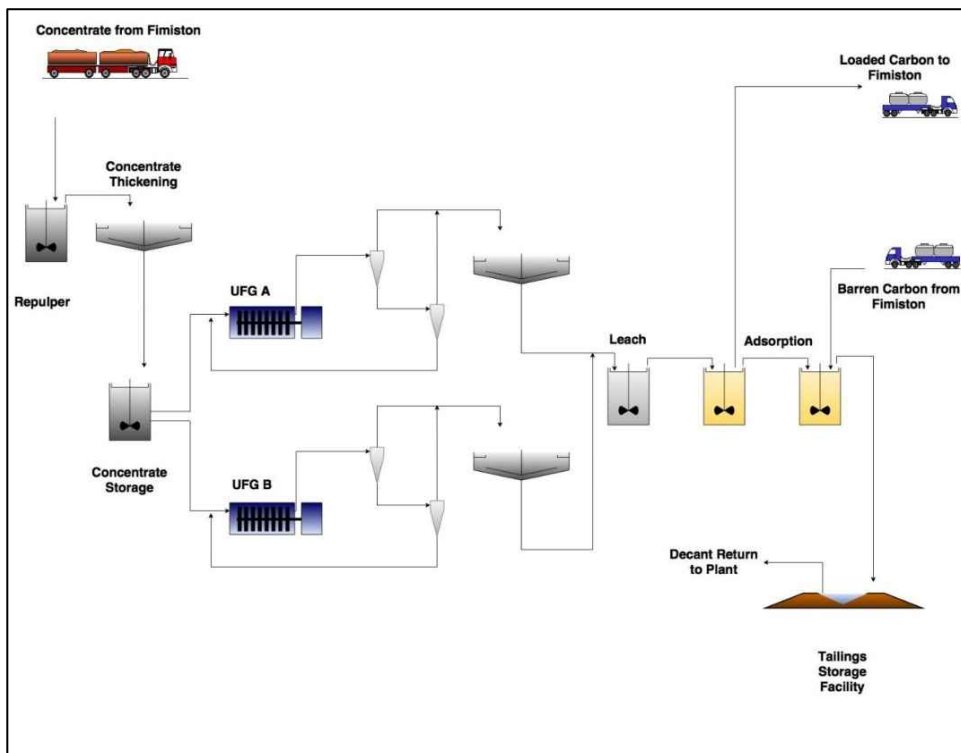 Concentrate from Fimiston
Loaded Carbon to
Fimiston
Concentrate
Thickening
Repulper
UFG A
Barren Carbon from
Fimiston
Leach
Adsorption
Concentrate
Storage
UFG B
Decant Return
to Plant
Tailings
Storage
Facility